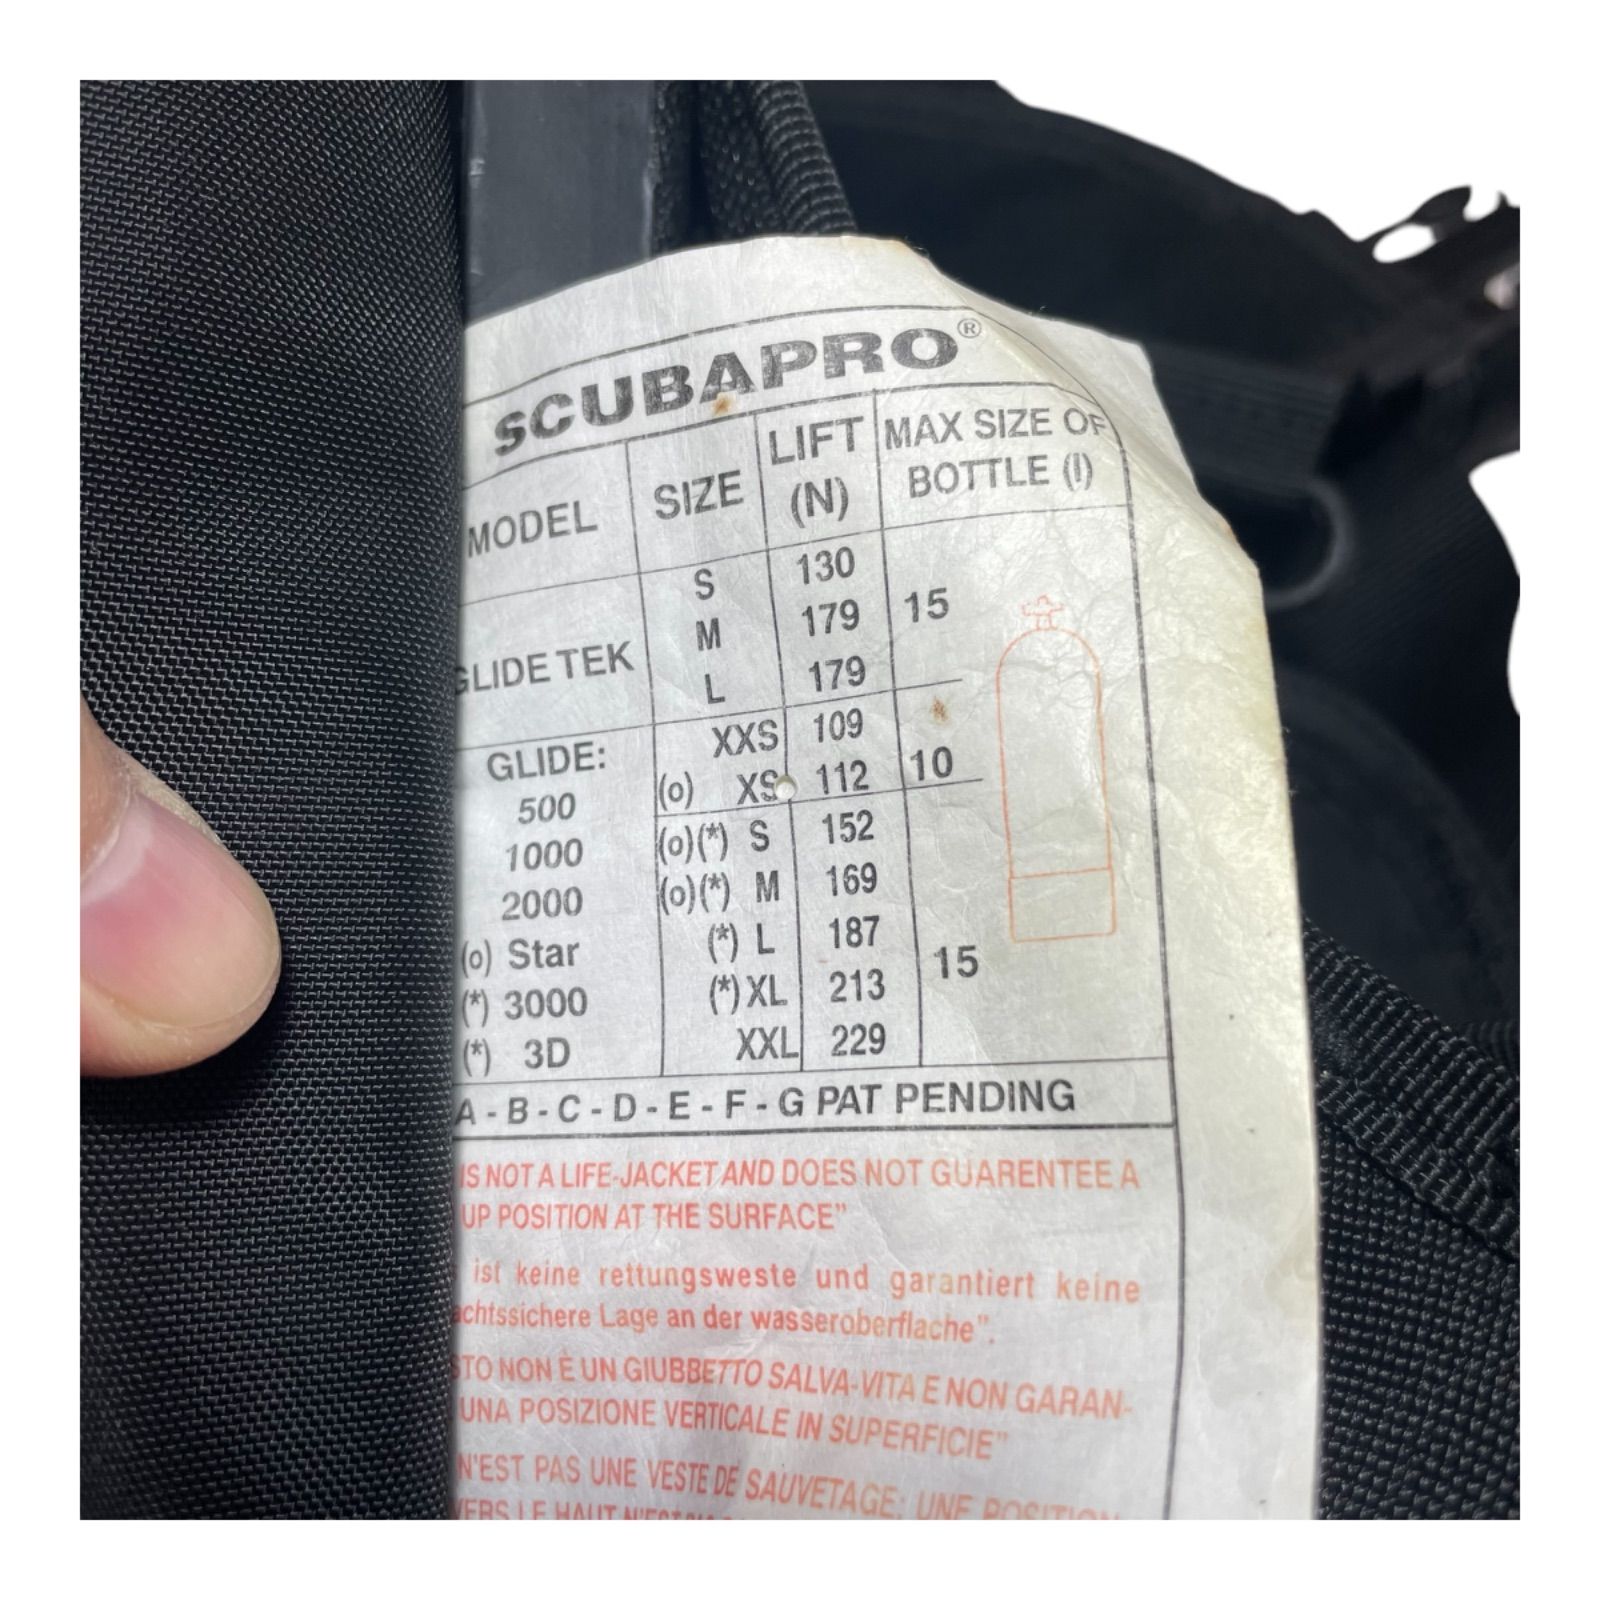 SCUBAPRO®
MODEL SIZE LIFT (N) MAX SIZE OF BOTTLE (l)
GLIDE TEK S 130 15
M 179
L 179
GLIDE: XXS 109 10
500 (o) XS 112
1000 (o)(*) S 152 15
2000 (o)(*) M 169
(o) Star (*) L 187
(*) 3000 (*) XL 213
(*) 3D XXL 229
A - B - C - D - E - F - G PAT PENDING
IS NOT A LIFE-JACKET AND DOES NOT GUARENTEE A
UP POSITION AT THE SURFACE”
ist keine rettungsweste und garantiert keine
achtssichere Lage an der wasseroberflache”.
STO NON È UN GIUBBETTO SALVA-VITA E NON GARAN-
UNA POSIZIONE VERTICALE IN SUPERFICIE”
N'EST PAS UNE VESTE DE SAUVETAGE; UNE POSITION
VERS LE HAUT N'EST